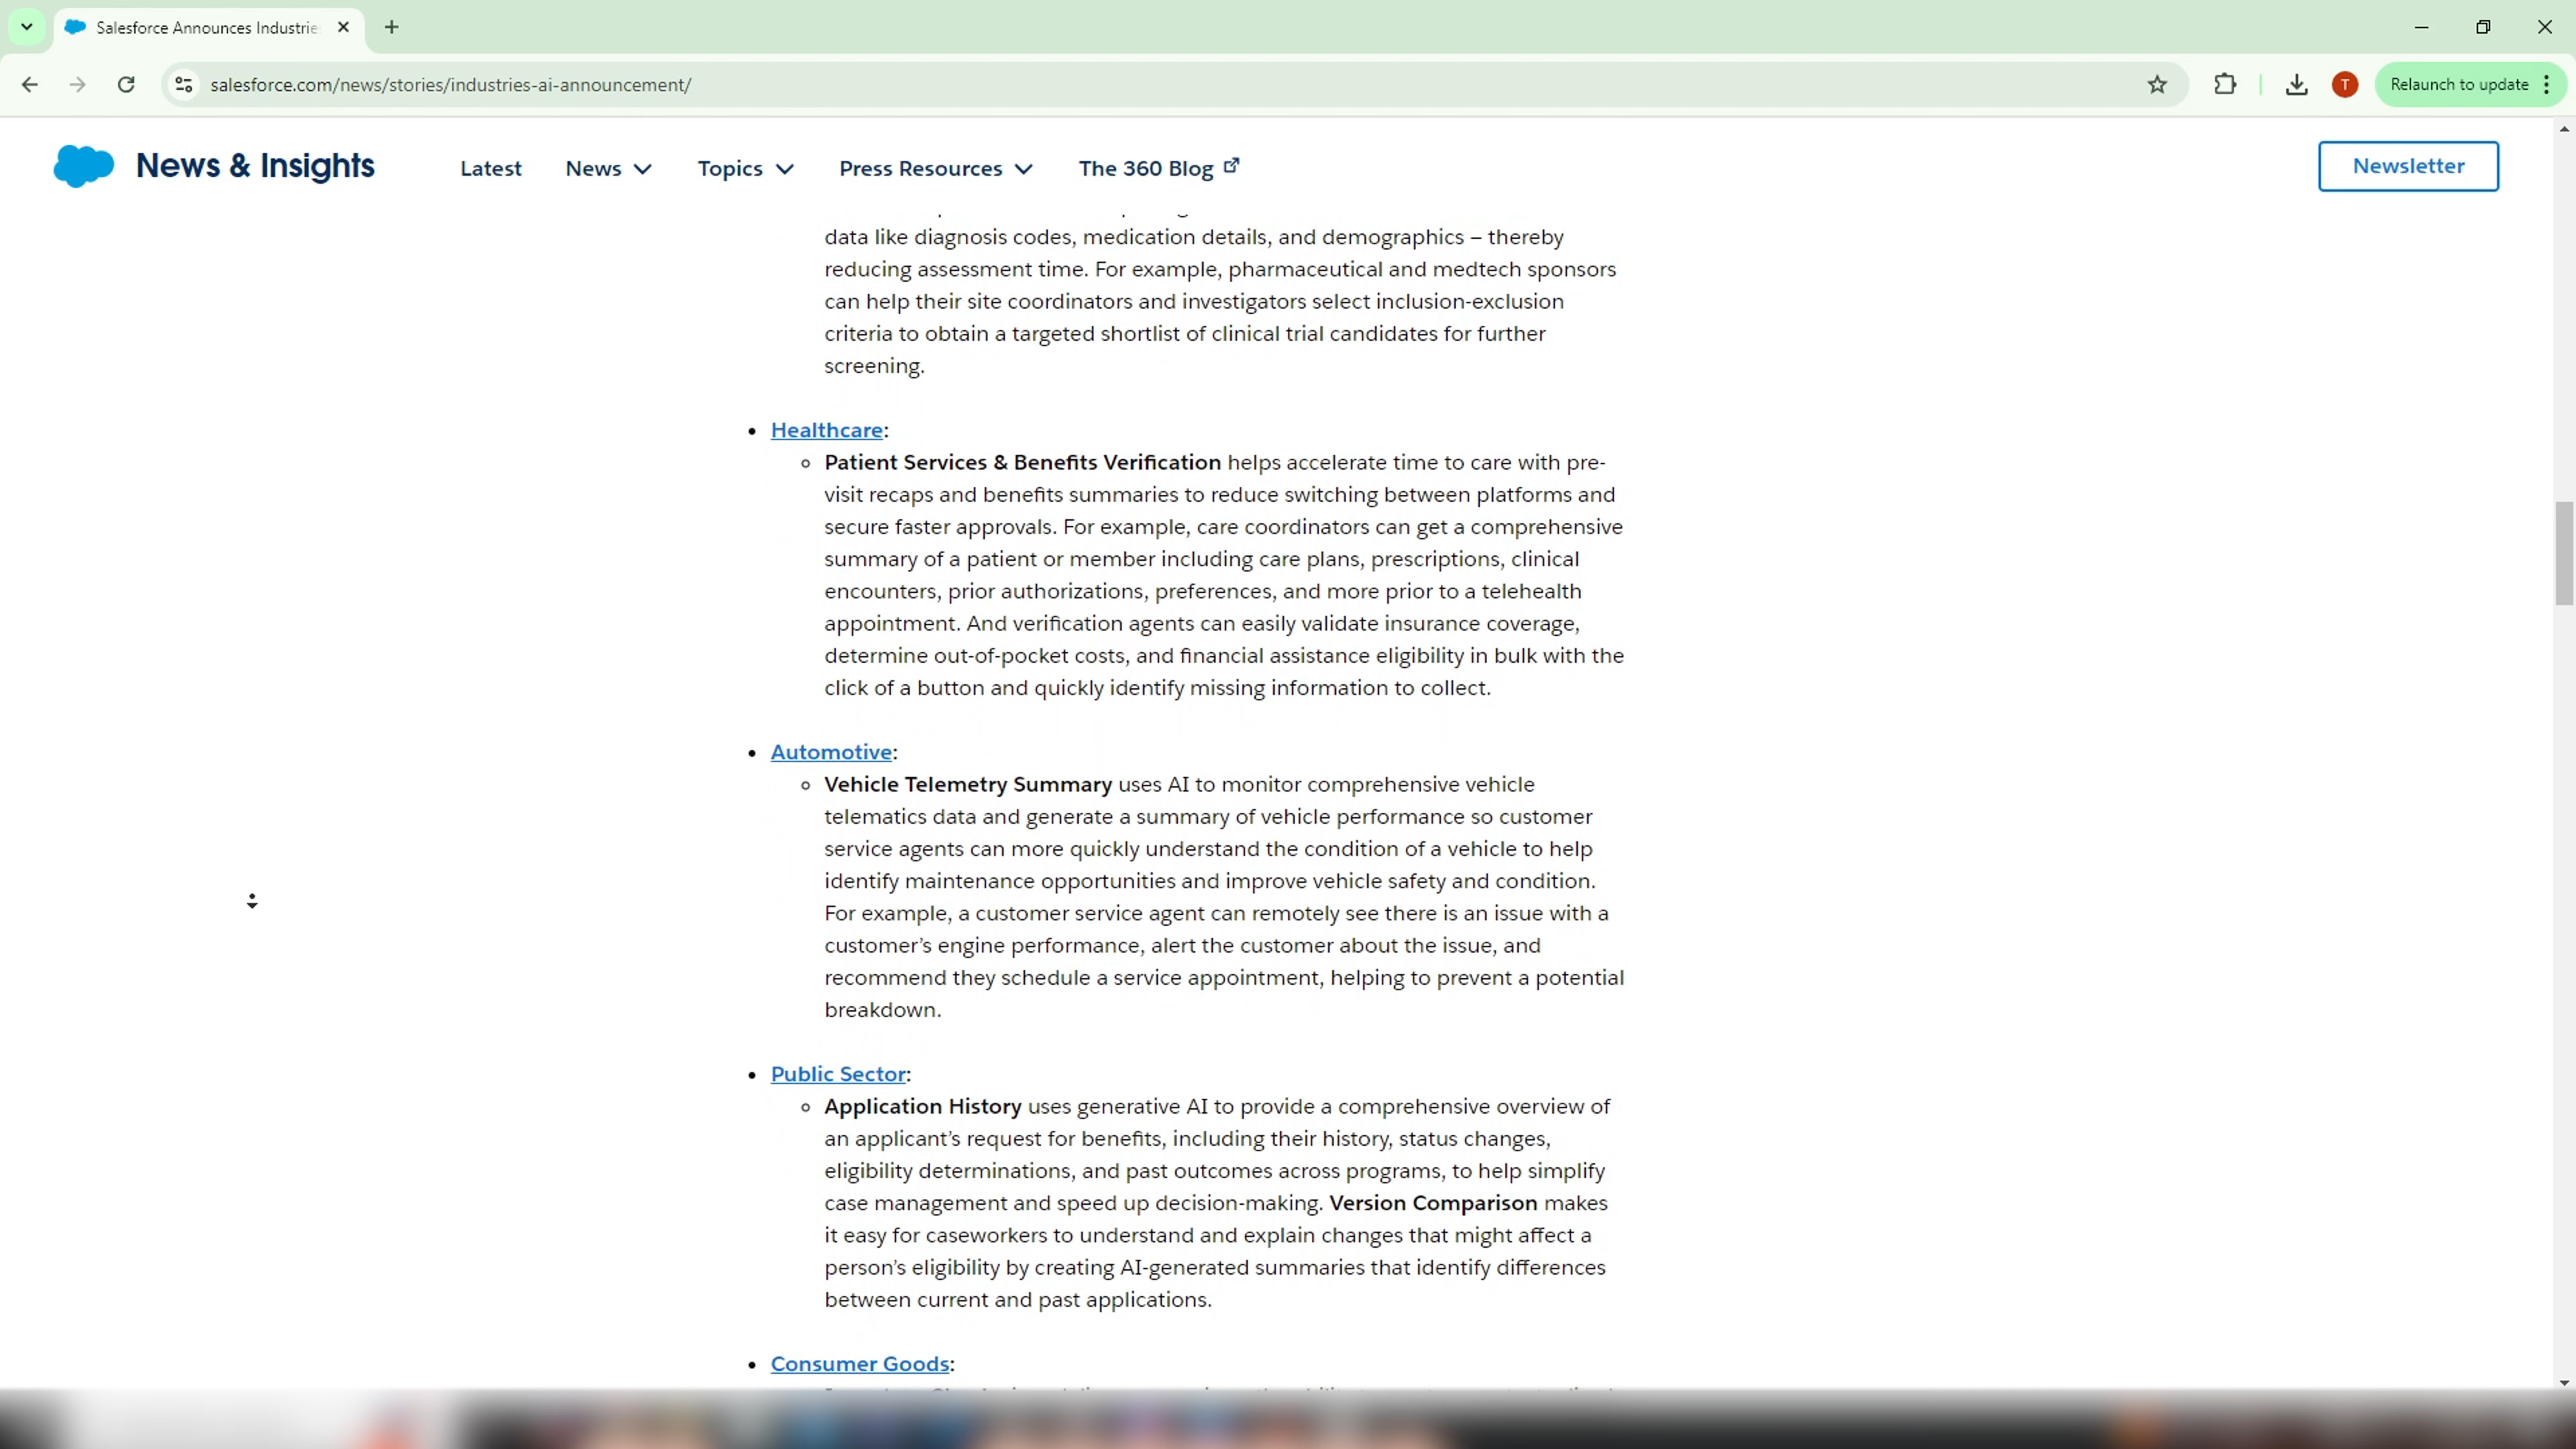 Salesforce Announces Industrie
salesforce.com/news/stories/industries-ai-announcement/
T
Relaunch to update
News & Insights
Latest
News
Topics
Press Resources
The 360 Blog
Newsletter
data like diagnosis codes, medication details, and demographics – thereby
reducing assessment time. For example, pharmaceutical and medtech sponsors
can help their site coordinators and investigators select inclusion-exclusion
criteria to obtain a targeted shortlist of clinical trial candidates for further
screening.
• Healthcare:
Patient Services & Benefits Verification helps accelerate time to care with pre-
visit recaps and benefits summaries to reduce switching between platforms and
secure faster approvals. For example, care coordinators can get a comprehensive
summary of a patient or member including care plans, prescriptions, clinical
encounters, prior authorizations, preferences, and more prior to a telehealth
appointment. And verification agents can easily validate insurance coverage,
determine out-of-pocket costs, and financial assistance eligibility in bulk with the
click of a button and quickly identify missing information to collect.
• Automotive:
Vehicle Telemetry Summary uses AI to monitor comprehensive vehicle
telematics data and generate a summary of vehicle performance so customer
service agents can more quickly understand the condition of a vehicle to help
identify maintenance opportunities and improve vehicle safety and condition.
For example, a customer service agent can remotely see there is an issue with a
customer’s engine performance, alert the customer about the issue, and
recommend they schedule a service appointment, helping to prevent a potential
breakdown.
• Public Sector:
Application History uses generative AI to provide a comprehensive overview of
an applicant’s request for benefits, including their history, status changes,
eligibility determinations, and past outcomes across programs, to help simplify
case management and speed up decision-making. Version Comparison makes
it easy for caseworkers to understand and explain changes that might affect a
person’s eligibility by creating AI-generated summaries that identify differences
between current and past applications.
• Consumer Goods: